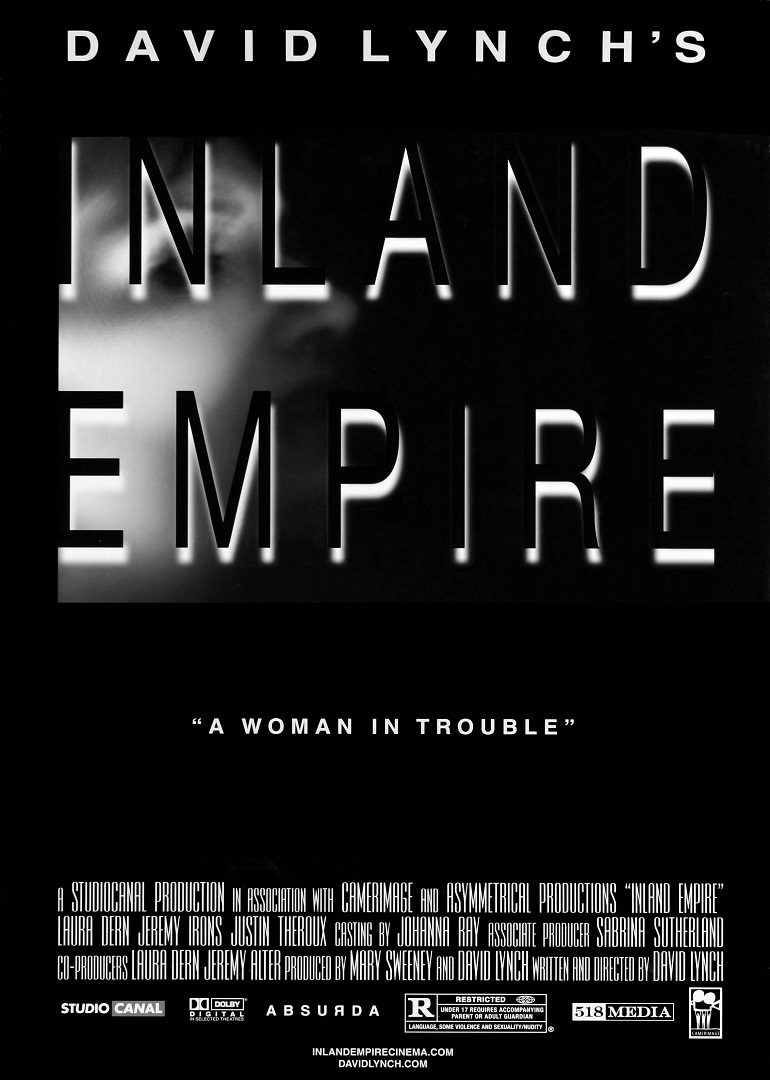 DAVID LYNCH'S
INLAND
EMPIRE
“A WOMAN IN TROUBLE”
A STUDIOCANAL PRODUCTION IN ASSOCIATION WITH CAMERIMAGE AND ASYMMETRICAL PRODUCTIONS “INLAND EMPIRE”
LAURA DERN JEREMY IRONS JUSTIN THEROUX CASTING BY JOHANNA RAY ASSOCIATE PRODUCER SABRINA SUTHERLAND
CO-PRODUCERS LAURA DERN JEREMY ALTER PRODUCED BY MARY SWEENEY AND DAVID LYNCH WRITTEN AND DIRECTED BY DAVID LYNCH
STUDIO CANAL
DOLBY
DIGITAL
IN SELECTED THEATRES
ABSUЯDA
R
RESTRICTED
UNDER 17 REQUIRES ACCOMPANYING
PARENT OR ADULT GUARDIAN
LANGUAGE, SOME VIOLENCE AND SEXUALITY/NUDITY
®
518 MEDIA
CAMERIMAGE
INLANDEMPIRECINEMA.COM
DAVIDLYNCH.COM